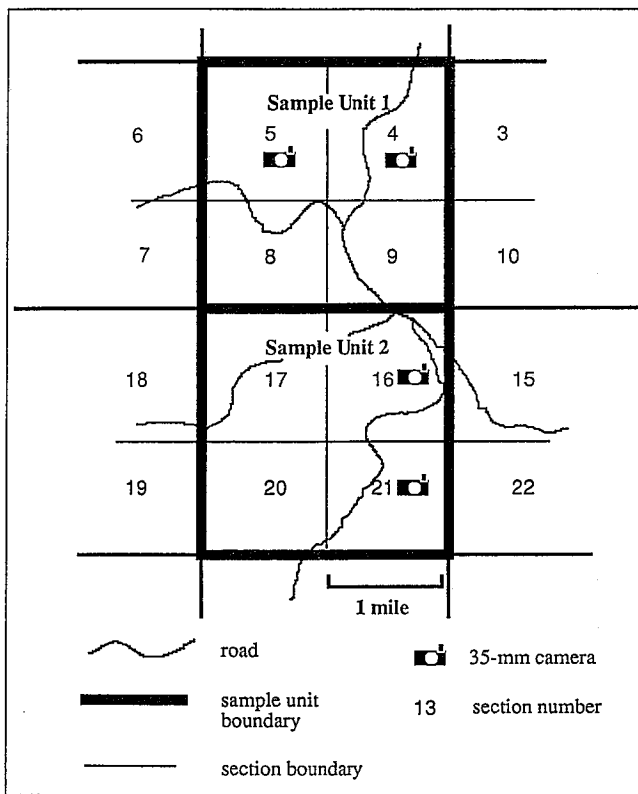 Sample Unit 1
6 5 4 3
7 8 9 10
Sample Unit 2
18 17 16 15
19 20 21 22
1 mile
road
35-mm camera
sample unit
boundary
13 section number
section boundary